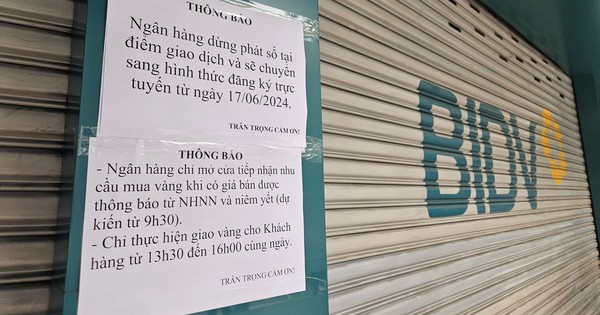 THÔNG BÁO
Ngân hàng dừng phát số tại
điểm giao dịch và sẽ chuyển
sang hình thức đăng ký trực
tuyến từ ngày 17/06/2024.
TRÂN TRỌNG CẢM ƠN!
THÔNG BÁO
- Ngân hàng chỉ mở cửa tiếp nhận nhu
cầu mua vàng khi có giá bán được
thông báo từ NHNN và niêm yết (dự
kiến từ 9h30).
- Chỉ thực hiện giao vàng cho Khách
hàng từ 13h30 đến 16h00 cùng ngày.
TRÂN TRỌNG CẢM ƠN!
BIDV